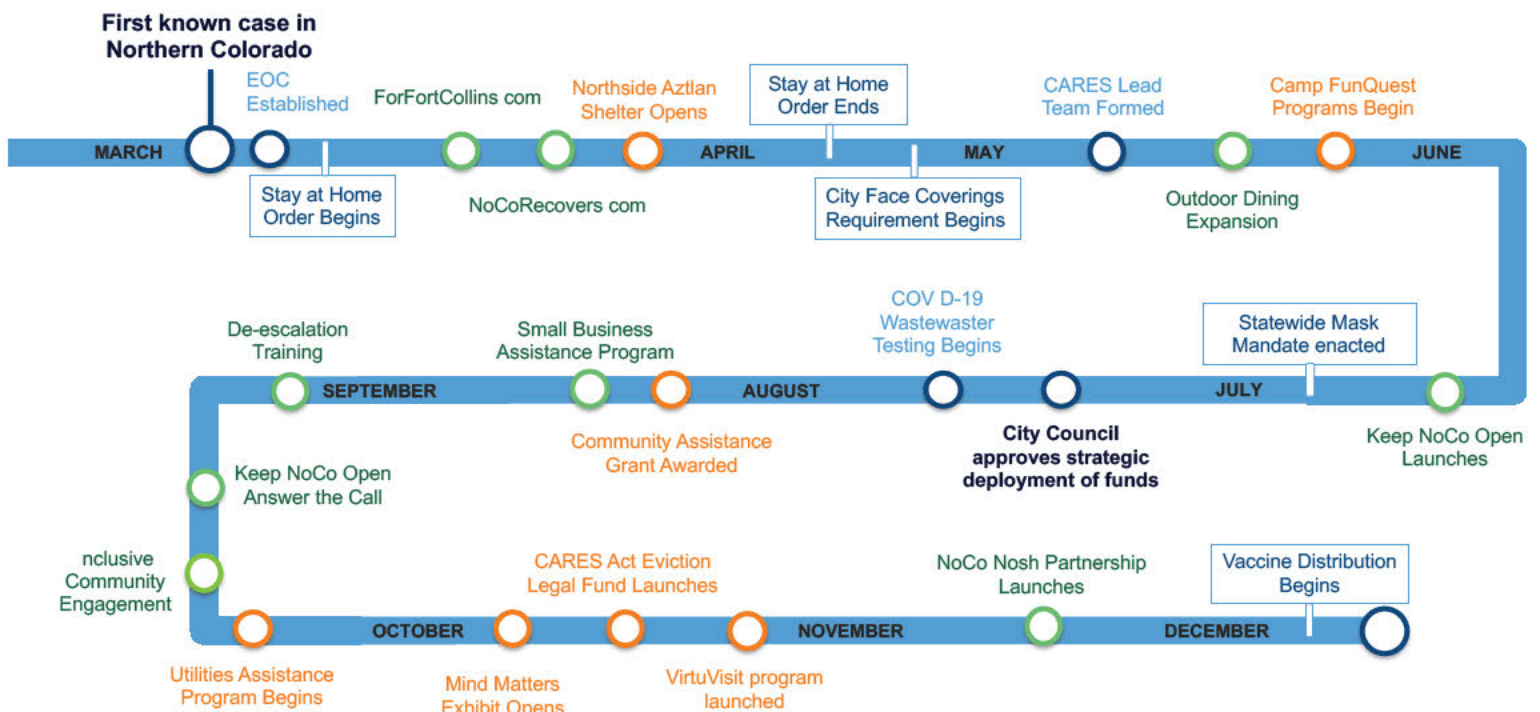 First known case in
Northern Colorado
EOC
Established
ForFortCollins com
Northside Aztlan
Shelter Opens
Stay at Home
Order Ends
CARES Lead
Team Formed
Camp FunQuest
Programs Begin
MARCH
APRIL
MAY
JUNE
Stay at Home
Order Begins
NoCoRecovers com
City Face Coverings
Requirement Begins
Outdoor Dining
Expansion
De-escalation
Training
Small Business
Assistance Program
COV D-19
Wastewaster
Testing Begins
Statewide Mask
Mandate enacted
SEPTEMBER
AUGUST
JULY
Community Assistance
Grant Awarded
City Council
approves strategic
deployment of funds
Keep NoCo Open
Launches
Keep NoCo Open
Answer the Call
nclusive
Community
Engagement
CARES Act Eviction
Legal Fund Launches
NoCo Nosh Partnership
Launches
Vaccine Distribution
Begins
OCTOBER
NOVEMBER
DECEMBER
Utilities Assistance
Program Begins
Mind Matters
Exhibit Opens
VirtuVisit program
launched